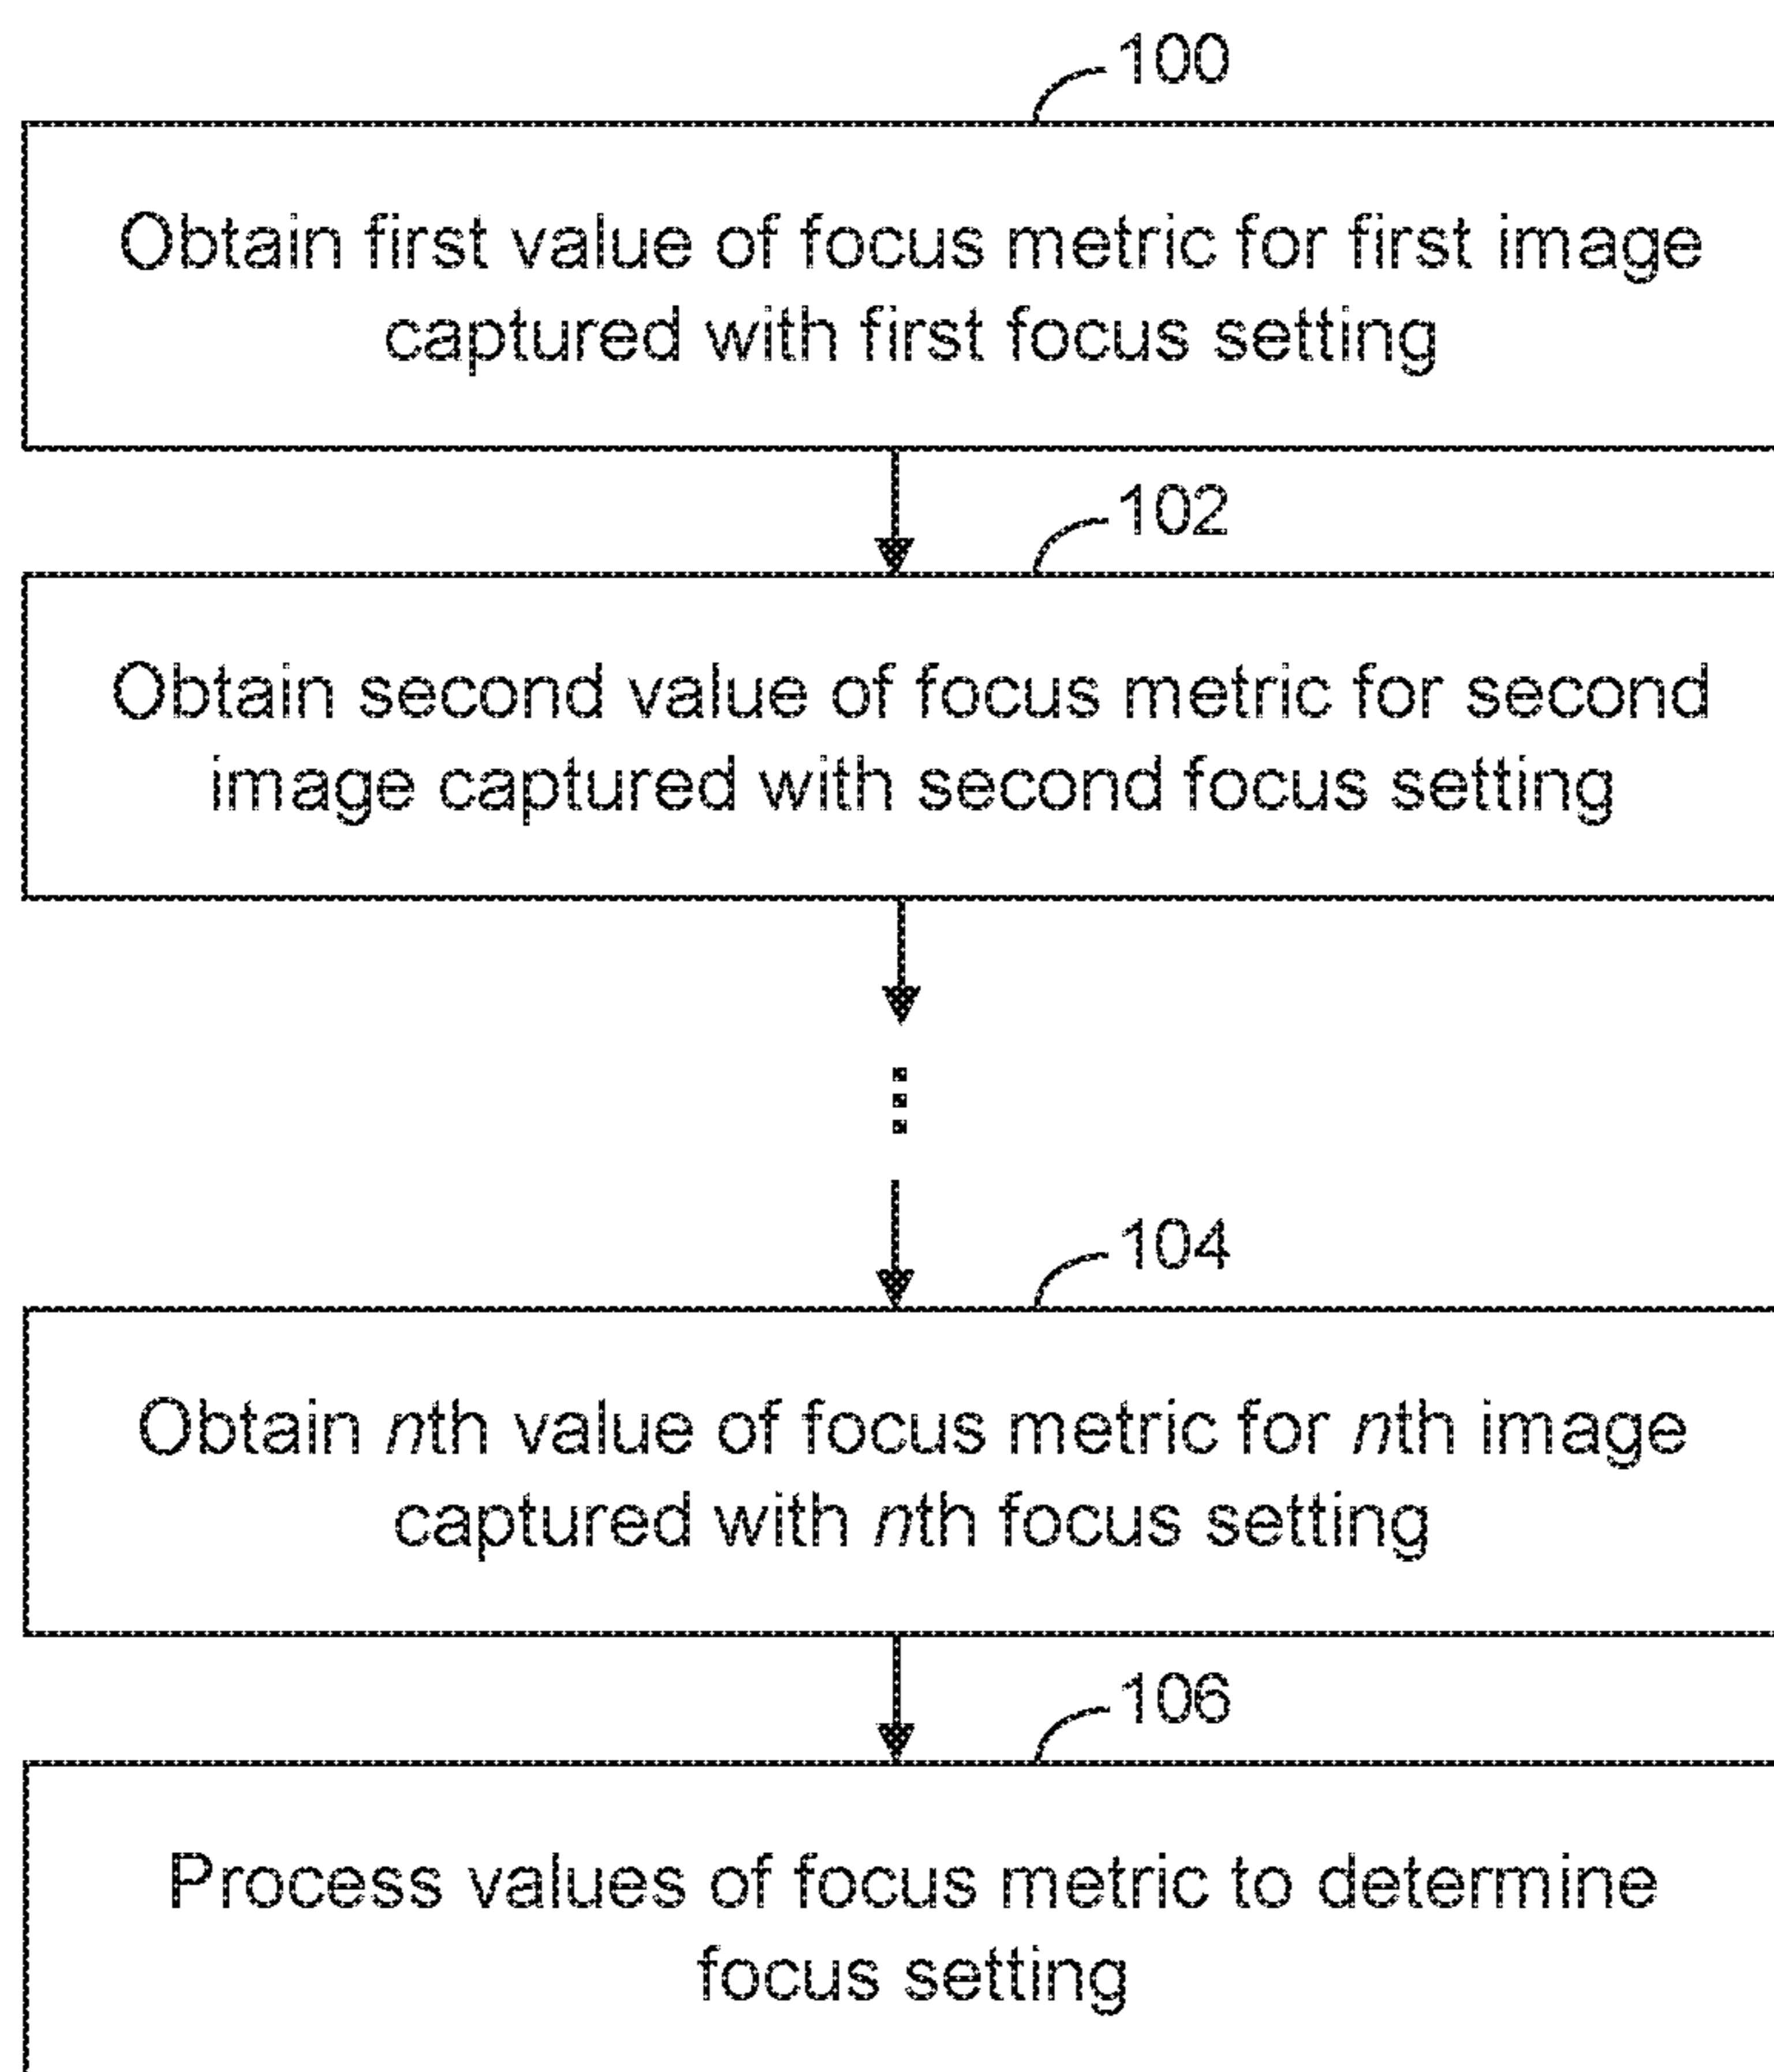 100
Obtain first value of focus metric for first image
captured with first focus setting
102
Obtain second value of focus metric for second
image captured with second focus setting
104
Obtain nth value of focus metric for nth image
captured with nth focus setting
106
Process values of focus metric to determine
focus setting